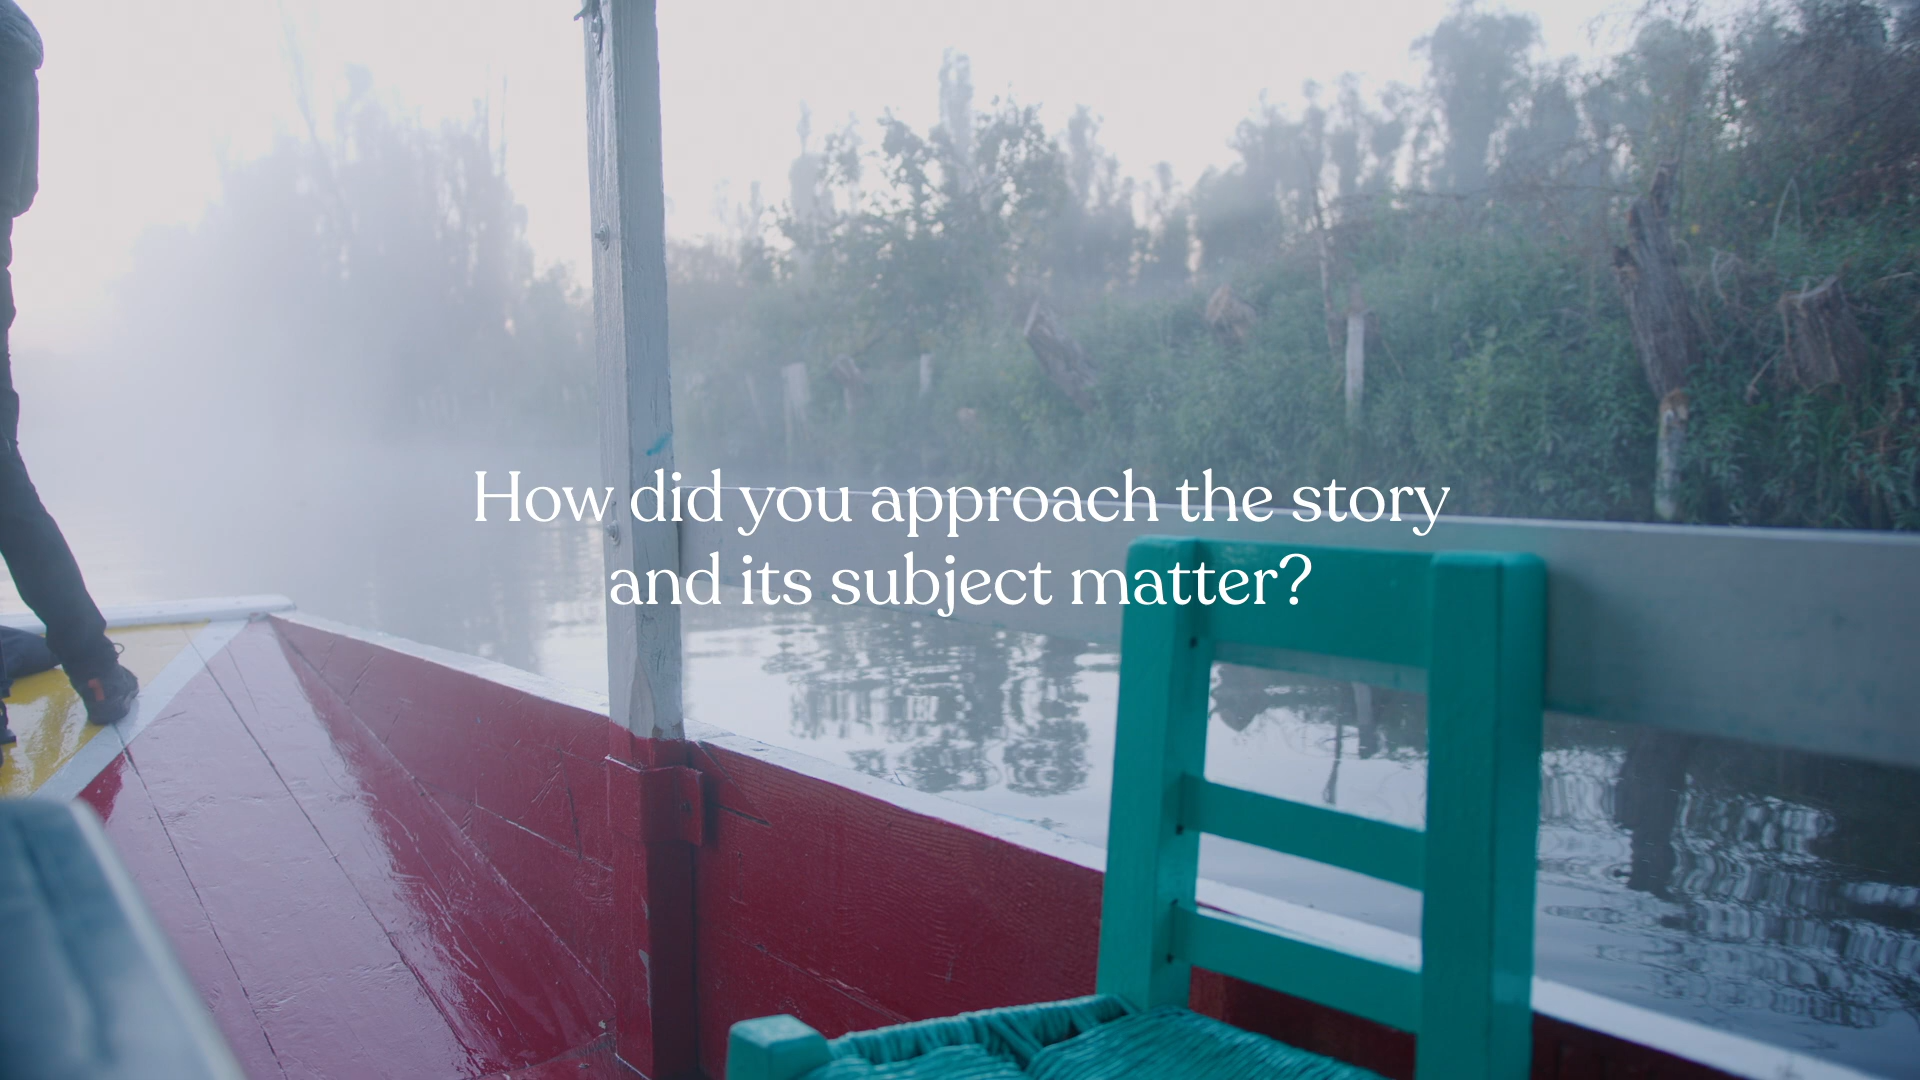 How did you approach the story
and its subject matter?